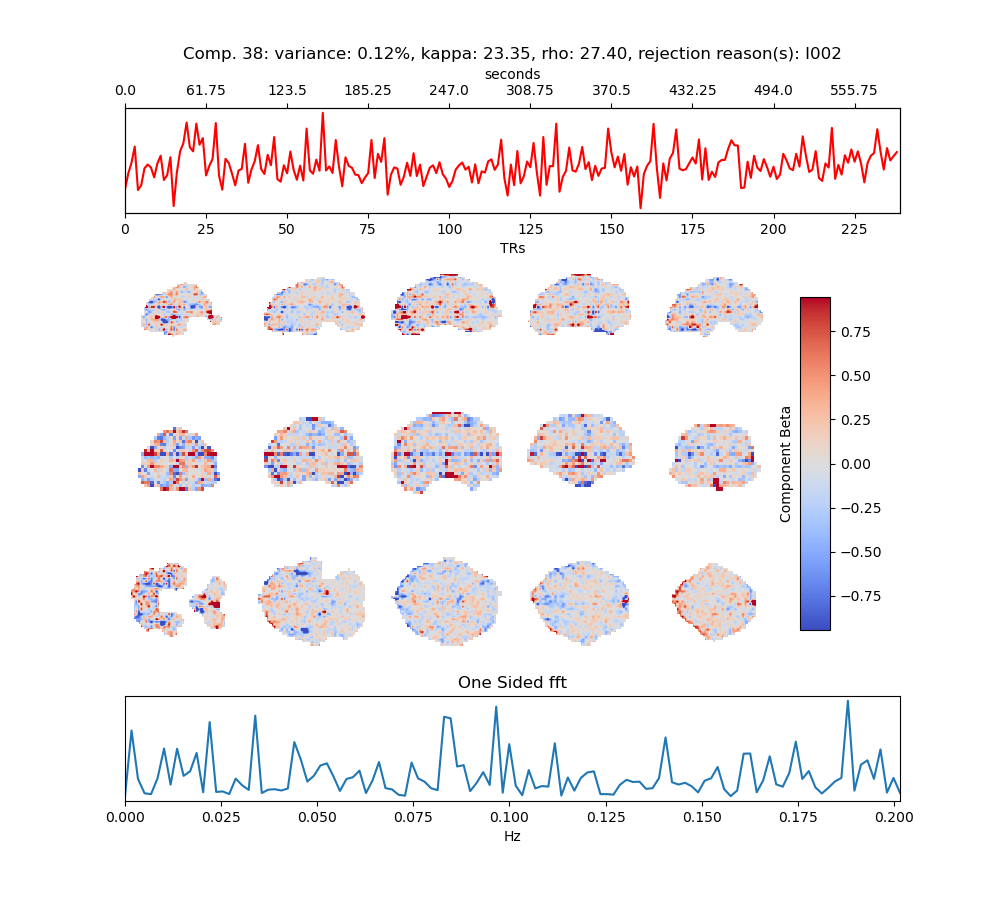 Comp. 38: variance: 0.12%, kappa: 23.35, rho: 27.40, rejection reason(s): I002
seconds
0.0 61.75 123.5 185.25 247.0 308.75 370.5 432.25 494.0 555.75
0 25 50 75 100 125 150 175 200 225
TRs
0.75
0.50
0.25
0.00
−0.25
−0.50
−0.75
Component Beta
One Sided fft
0.000 0.025 0.050 0.075 0.100 0.125 0.150 0.175 0.200
Hz